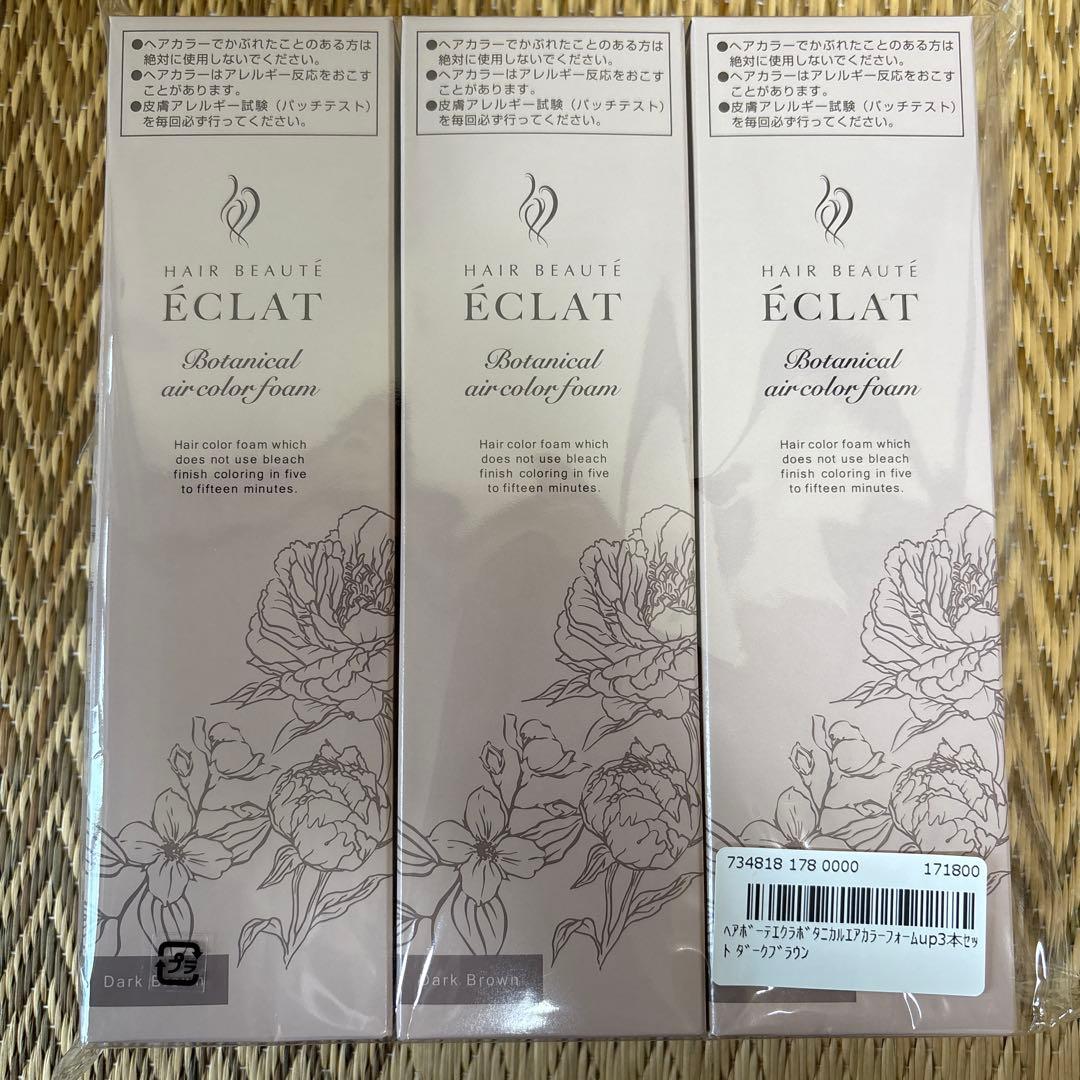 ●ヘアカラーでかぶれたことのある方は
絶対に使用しないでください。
●ヘアカラーはアレルギー反応をおこす
ことがあります。
●皮膚アレルギー試験（パッチテスト）
を毎回必ず行ってください。
HAIR BEAUTÉ
ÉCLAT
Botanical
air color foam
Hair color foam which
does not use bleach
finish coloring in five
to fifteen minutes.
プラ
Dark Brown
●ヘアカラーでかぶれたことのある方は
絶対に使用しないでください。
●ヘアカラーはアレルギー反応をおこす
ことがあります。
●皮膚アレルギー試験（パッチテスト）
を毎回必ず行ってください。
HAIR BEAUTÉ
ÉCLAT
Botanical
air color foam
Hair color foam which
does not use bleach
finish coloring in five
to fifteen minutes.
Dark Brown
●ヘアカラーでかぶれたことのある方は
絶対に使用しないでください。
●ヘアカラーはアレルギー反応をおこす
ことがあります。
●皮膚アレルギー試験（パッチテスト）
を毎回必ず行ってください。
HAIR BEAUTÉ
ÉCLAT
Botanical
air color foam
Hair color foam which
does not use bleach
finish coloring in five
to fifteen minutes.
734818 178 0000 171800
ﾍｱﾎﾞｰﾃｴｸﾗﾎﾞﾀﾆｶﾙｴｱｶﾗｰﾌｫｰﾑup3本ｾｯ
ﾄ ﾀﾞｰｸﾌﾞﾗｳﾝ